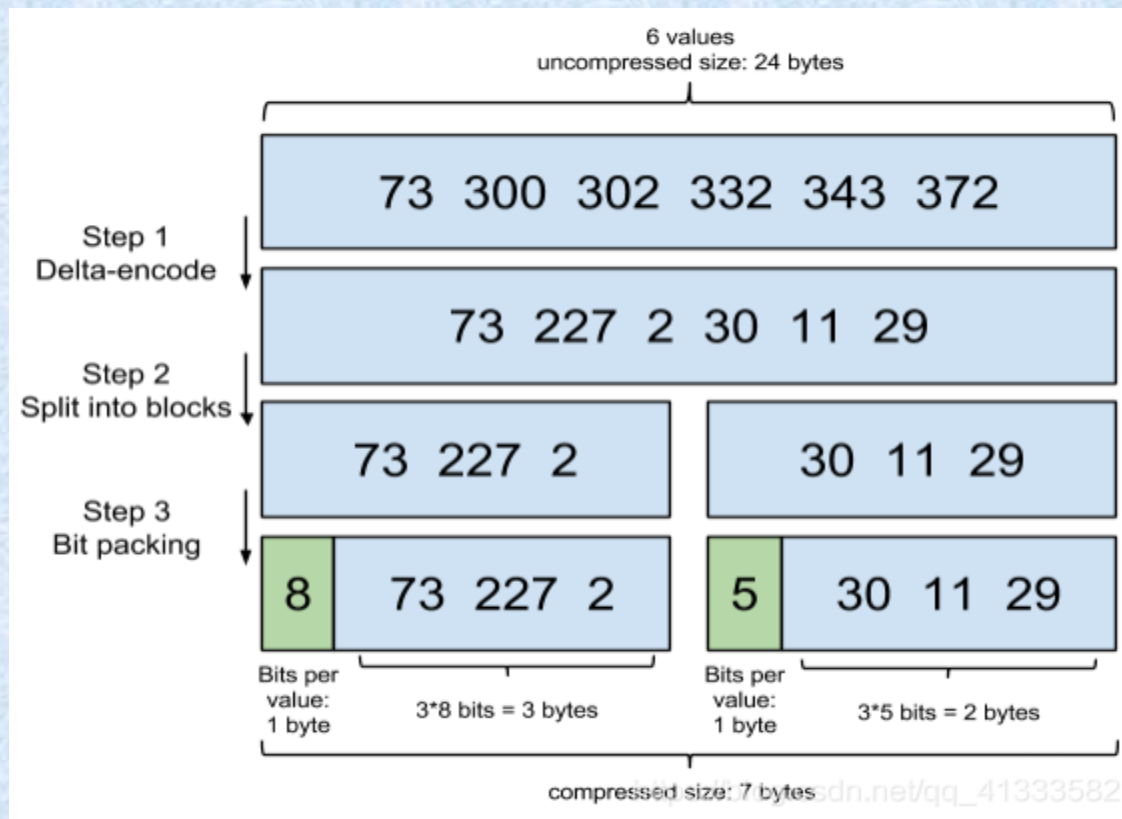 6 values
uncompressed size: 24 bytes
73 300 302 332 343 372
Step 1
Delta-encode
73 227 2 30 11 29
Step 2
Split into blocks
73 227 2
30 11 29
Step 3
Bit packing
8
73 227 2
5
30 11 29
Bits per
value:
1 byte
3*8 bits = 3 bytes
Bits per
value:
1 byte
3*5 bits = 2 bytes
compressed size: 7 bytes
sdn.net/qq_41333582